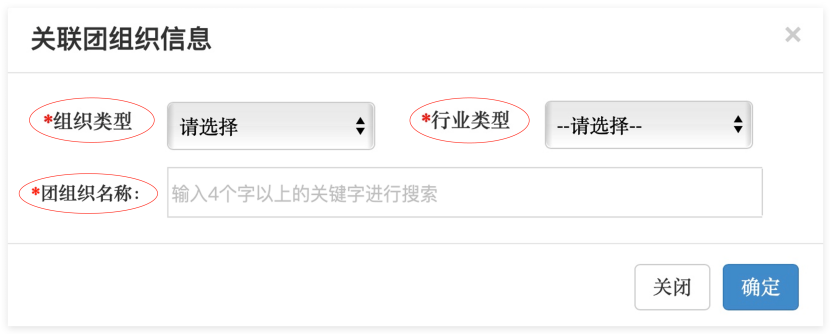 关联团组织信息 ×
*组织类型 请选择 *行业类型 --请选择--
*团组织名称： 输入4个字以上的关键字进行搜索
关闭 确定